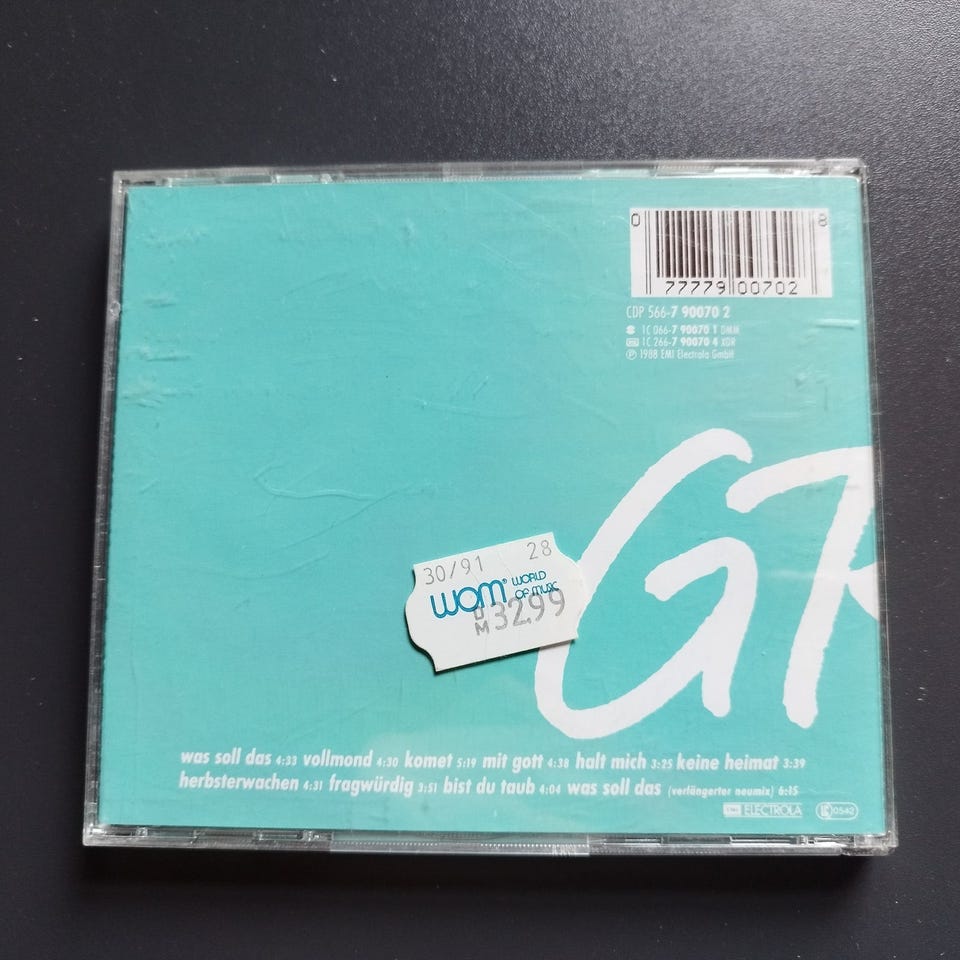 0 8
77779 00702
CDP 566-7 90070 2
1C 066-7 90070 1 DMM
1C 266-7 90070 4 XDR
Ⓟ 1988 EMI Electrola GmbH
GR
30/91 28
WOM® WORLD
OF MUSIC
DM 32.99
was soll das 4:33 vollmond 4:30 komet 5:19 mit gott 4:38 halt mich 3:25 keine heimat 3:39
herbsterwachen 4:31 fragwürdig 3:51 bist du taub 4:04 was soll das (verlängerter neumix) 6:15
EMI ELECTROLA LC 0542